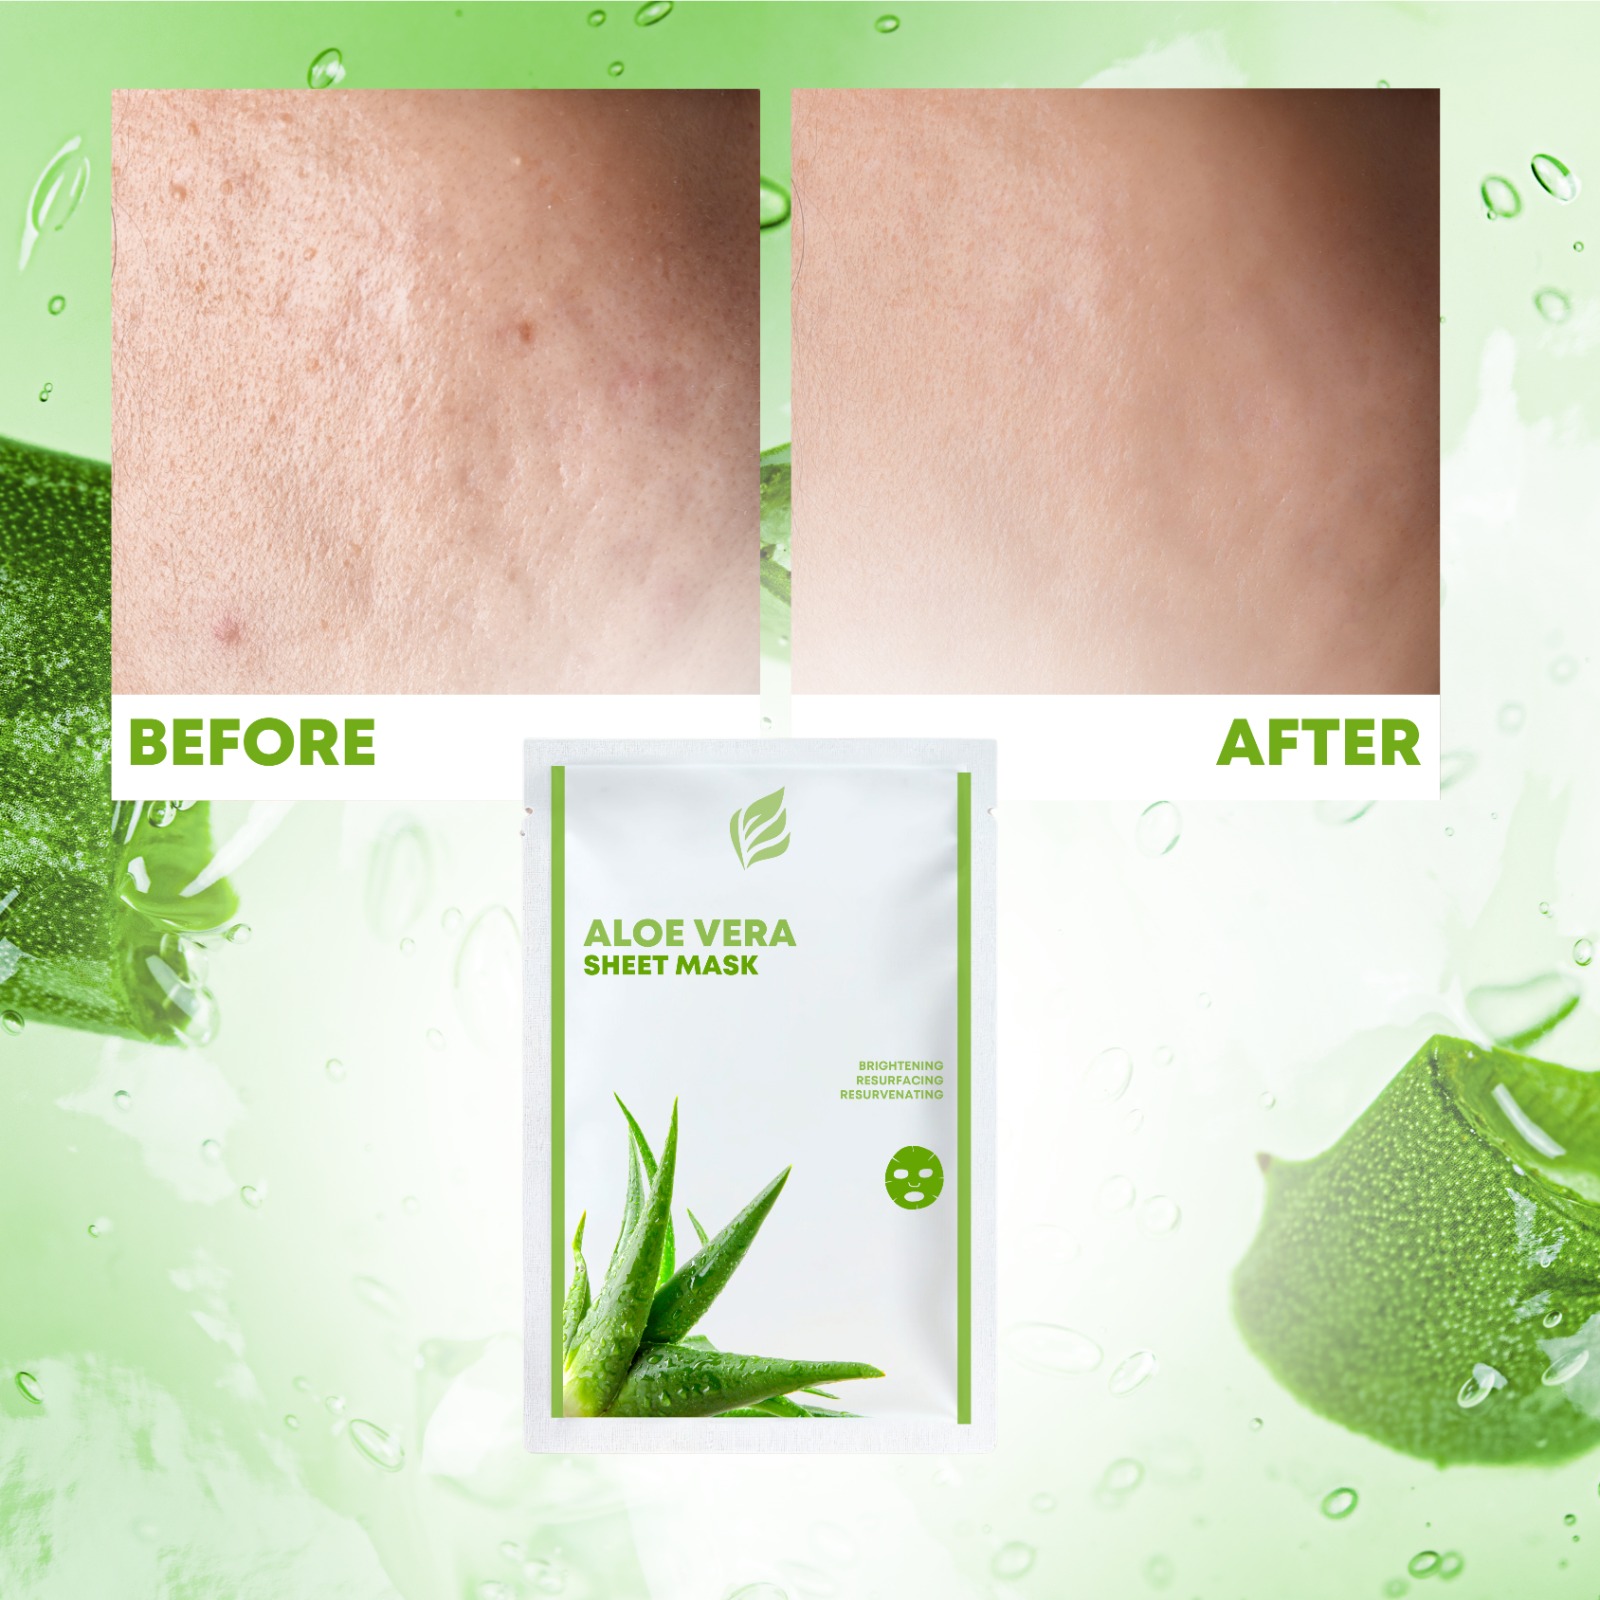 BEFORE
AFTER
ALOE VERA
SHEET MASK
BRIGHTENING
RESURFACING
RESURVENATING